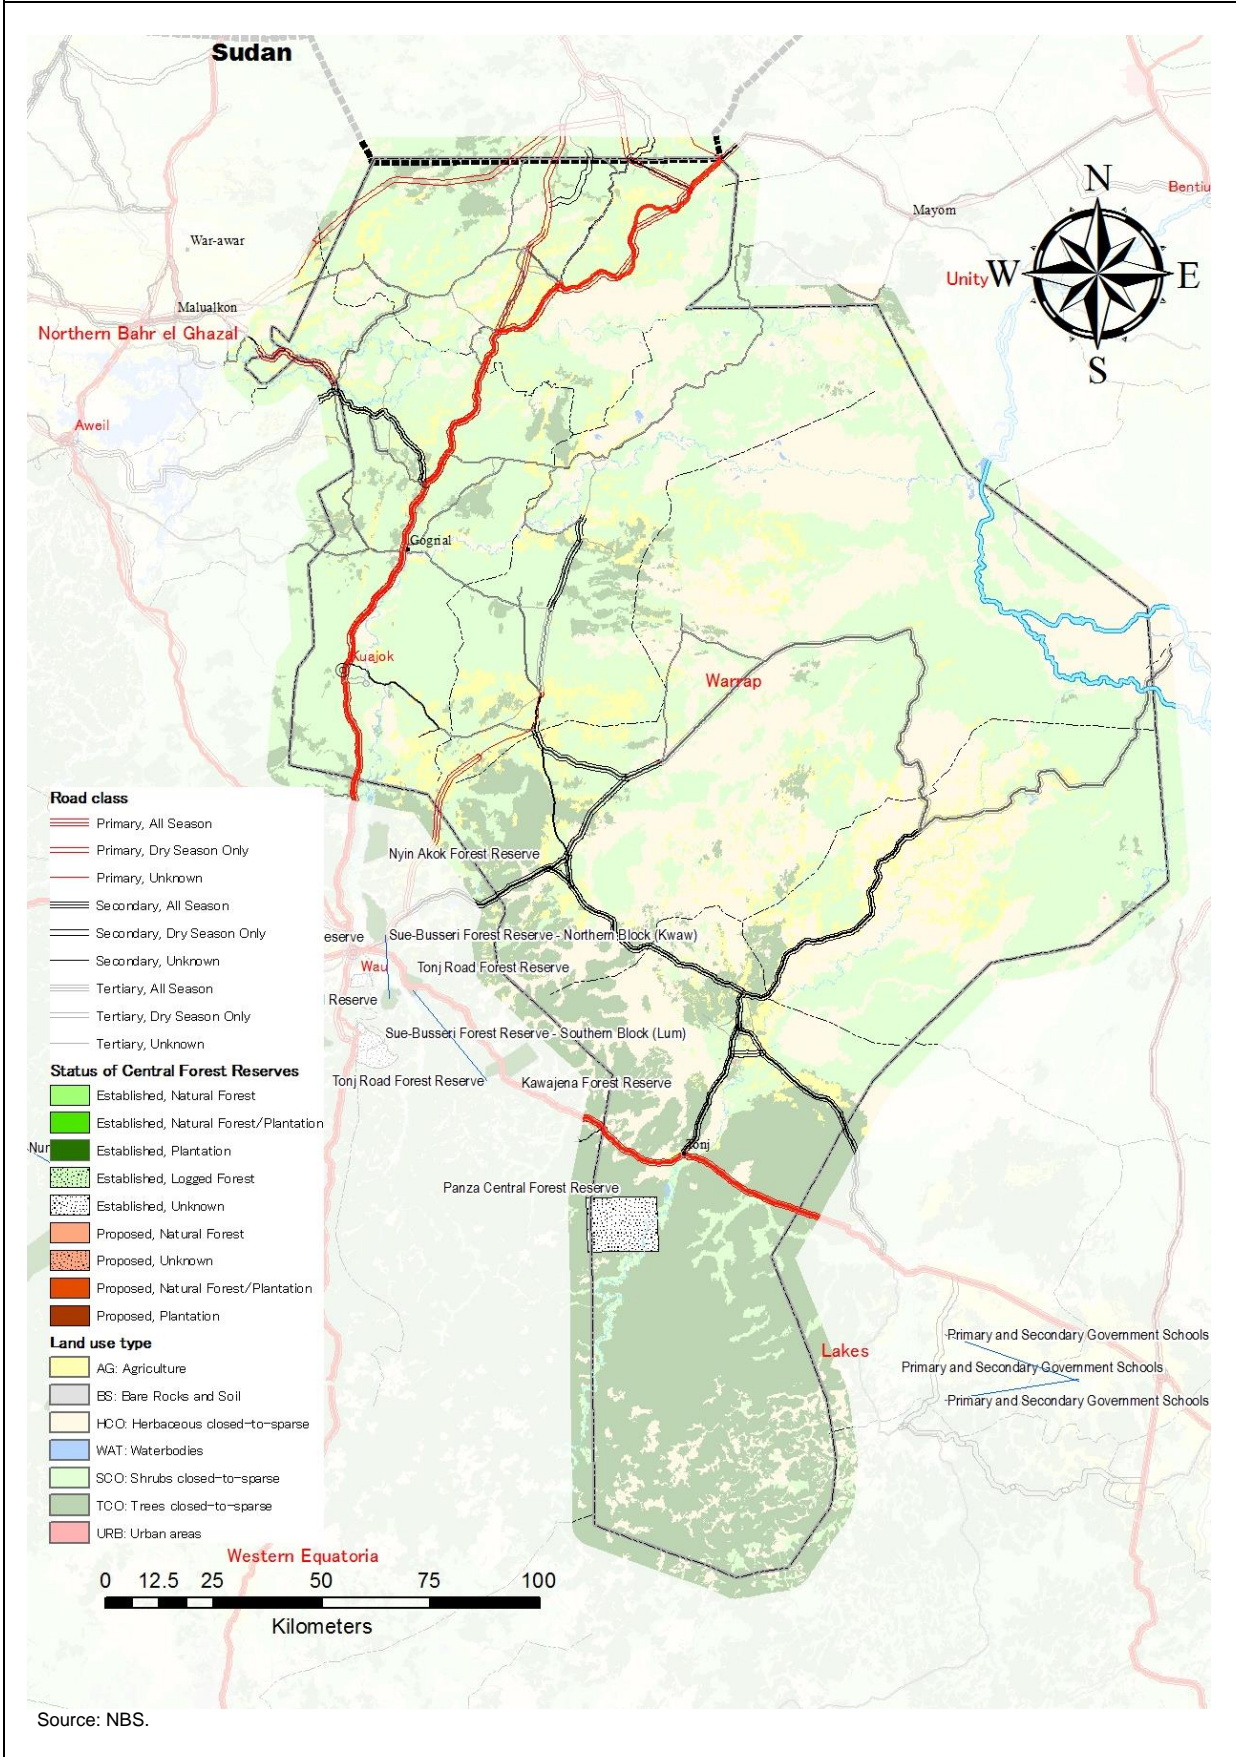 Sudan
N
Bentiu
Mayom
War-awar
Unity
W
E
Malualkon
Northern Bahr el Ghazal
S
Aweil
Gogrial
Kuajok
Warrap
Road class
Primary, All Season
Primary, Dry Season Only
Primary, Unknown
Secondary, All Season
Secondary, Dry Season Only
Secondary, Unknown
Tertiary, All Season
Tertiary, Dry Season Only
Tertiary, Unknown
Status of Central Forest Reserves
Established, Natural Forest
Established, Natural Forest/Plantation
Established, Plantation
Established, Logged Forest
Established, Unknown
Proposed, Natural Forest
Proposed, Unknown
Proposed, Natural Forest/Plantation
Proposed, Plantation
Land use type
AG: Agriculture
BS: Bare Rocks and Soil
HCO: Herbaceous closed-to-sparse
WAT: Waterbodies
SCO: Shrubs closed-to-sparse
TCO: Trees closed-to-sparse
URB: Urban areas
Nyin Akok Forest Reserve
eserve
Sue-Busseri Forest Reserve - Northern Block (Kwaw)
Wau
Tonj Road Forest Reserve
l Reserve
Sue-Busseri Forest Reserve - Southern Block (Lum)
Tonj Road Forest Reserve
Kawajena Forest Reserve
Nur
Tonj
Panza Central Forest Reserve
Lakes
Primary and Secondary Government Schools
Primary and Secondary Government Schools
Primary and Secondary Government Schools
Western Equatoria
0 12.5 25 50 75 100
Kilometers
Source: NBS.